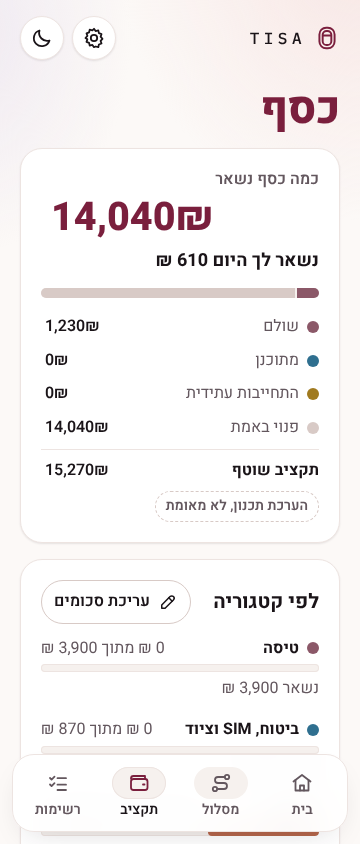 TISA
כסף
כמה כסף נשאר
14,040₪
נשאר לך היום 610 ₪
שולם 1,230₪
מתוכנן 0₪
התחייבות עתידית 0₪
פנוי באמת 14,040₪
תקציב שוטף 15,270₪
הערכת תכנון, לא מאומת
לפי קטגוריה עריכת סכומים
טיסה 0 ₪ מתוך 3,900 ₪
נשאר 3,900 ₪
ביטוח, SIM וציוד 0 ₪ מתוך 870 ₪
בית מסלול תקציב רשימות